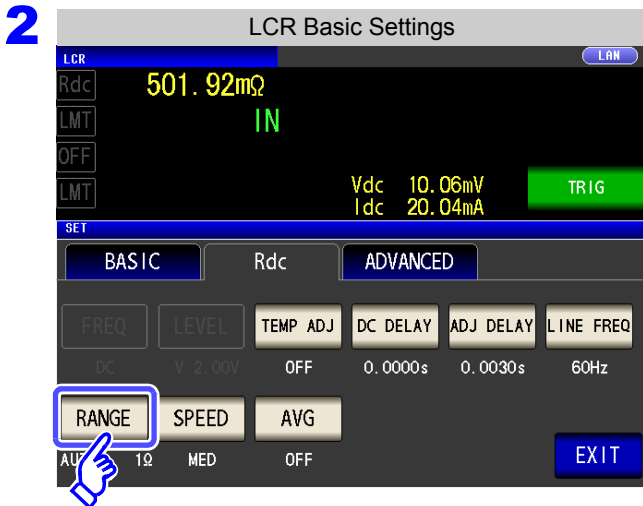 2
LCR Basic Settings
LCR LAN
Rdc 501.92mΩ
LMT IN
OFF
LMT Vdc 10.06mV TRIG
Idc 20.04mA
SET
BASIC Rdc ADVANCED
FREQ LEVEL TEMP ADJ DC DELAY ADJ DELAY LINE FREQ
DC V 2.00V OFF 0.0000s 0.0030s 60Hz
RANGE SPEED AVG
1Ω MED OFF EXIT